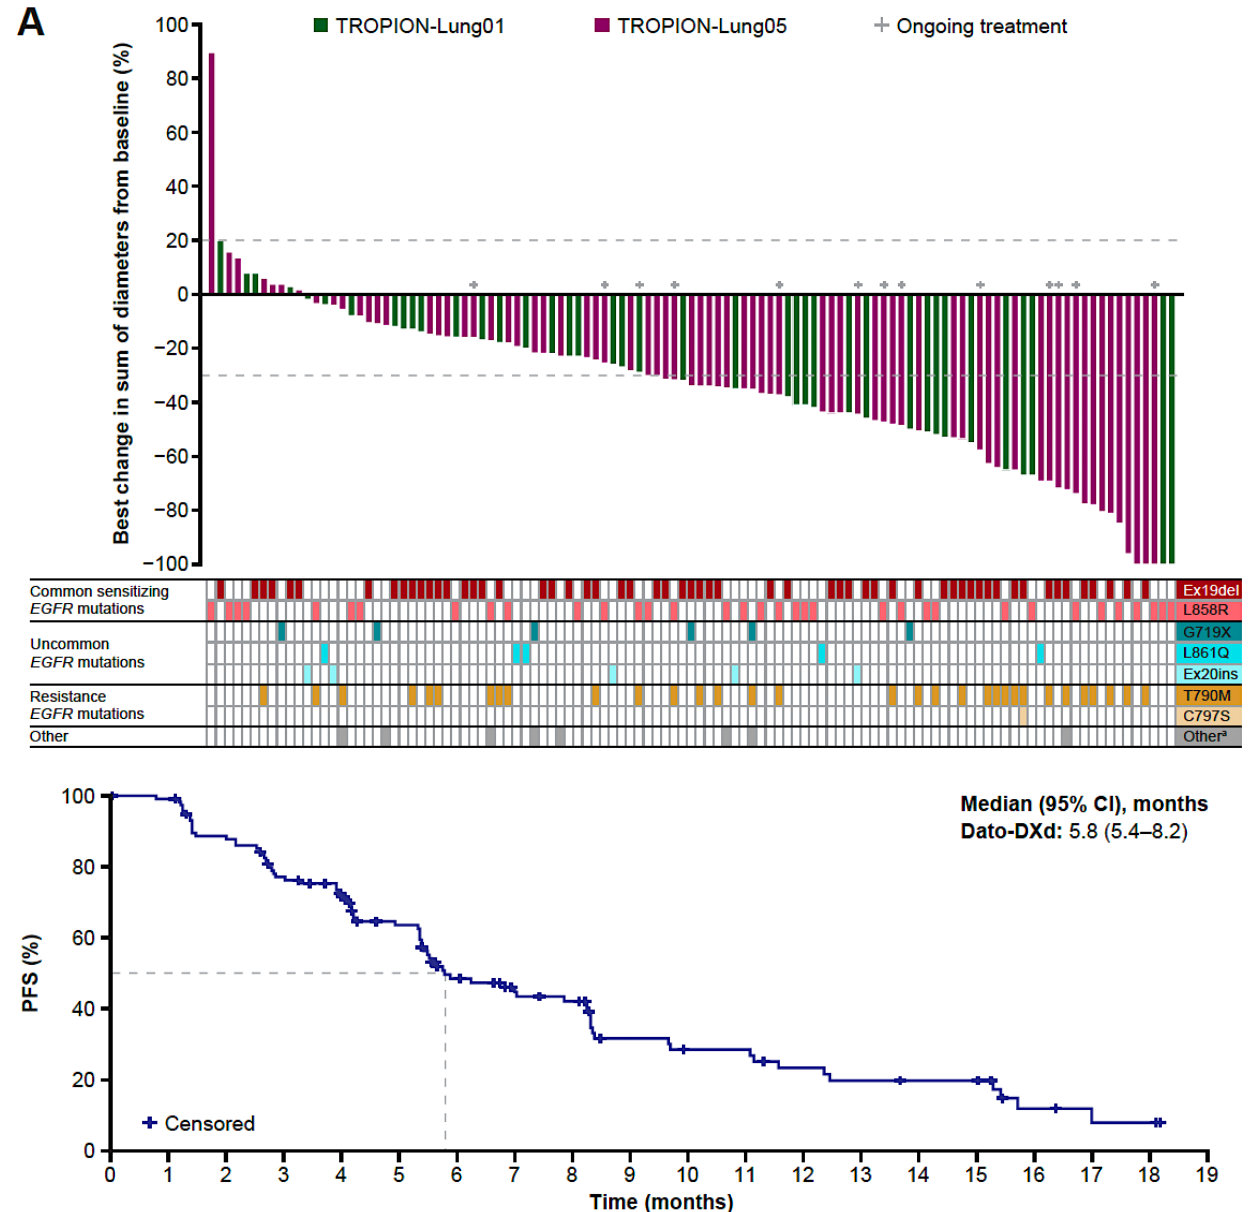 A
TROPION-Lung01
TROPION-Lung05
Ongoing treatment
Best change in sum of diameters from baseline (%)
100
80
60
40
20
0
−20
−40
−60
−80
−100
Common sensitizing
EGFR mutations
Ex19del
L858R
Uncommon
EGFR mutations
G719X
L861Q
Ex20ins
Resistance
EGFR mutations
T790M
C797S
Other
Otherᵃ
PFS (%)
100
80
60
40
20
0
Median (95% CI), months
Dato-DXd: 5.8 (5.4–8.2)
Censored
0 1 2 3 4 5 6 7 8 9 10 11 12 13 14 15 16 17 18 19
Time (months)